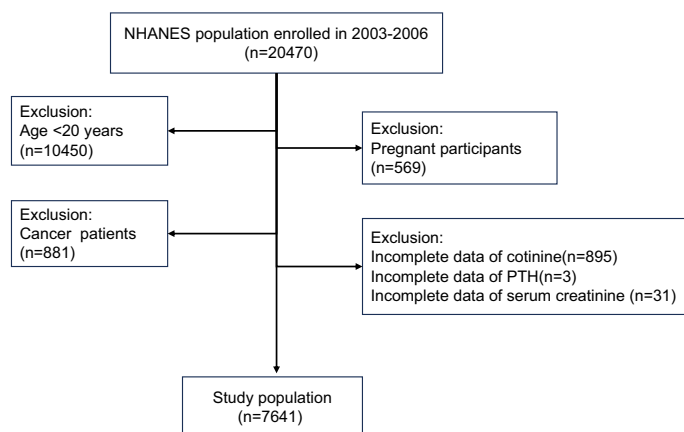 NHANES population enrolled in 2003-2006
(n=20470)
Exclusion:
Age <20 years
(n=10450)
Exclusion:
Pregnant participants
(n=569)
Exclusion:
Cancer patients
(n=881)
Exclusion:
Incomplete data of cotinine(n=895)
Incomplete data of PTH(n=3)
Incomplete data of serum creatinine (n=31)
Study population
(n=7641)